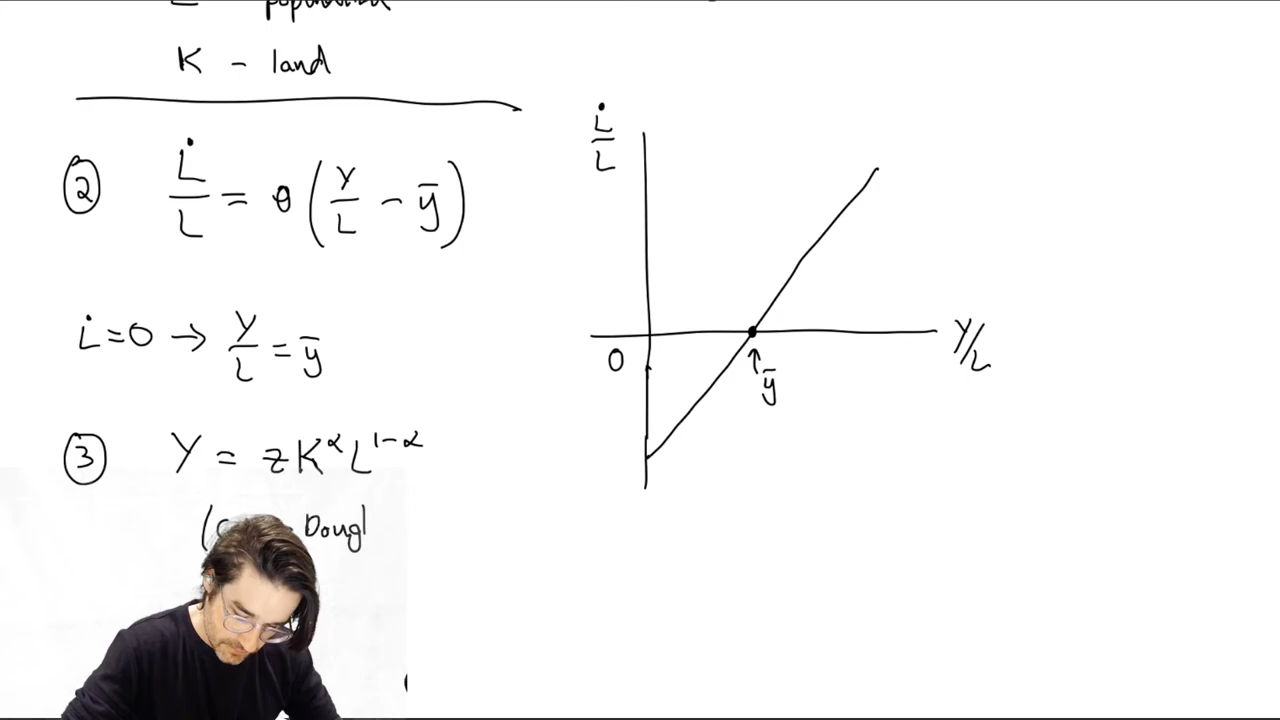 K - land
② L̇/L = θ(Y/L - ȳ)
L̇=0 → Y/L = ȳ
③ Y = zK^α L^{1-α}
Dougl
L̇/L
0
ȳ
Y/L